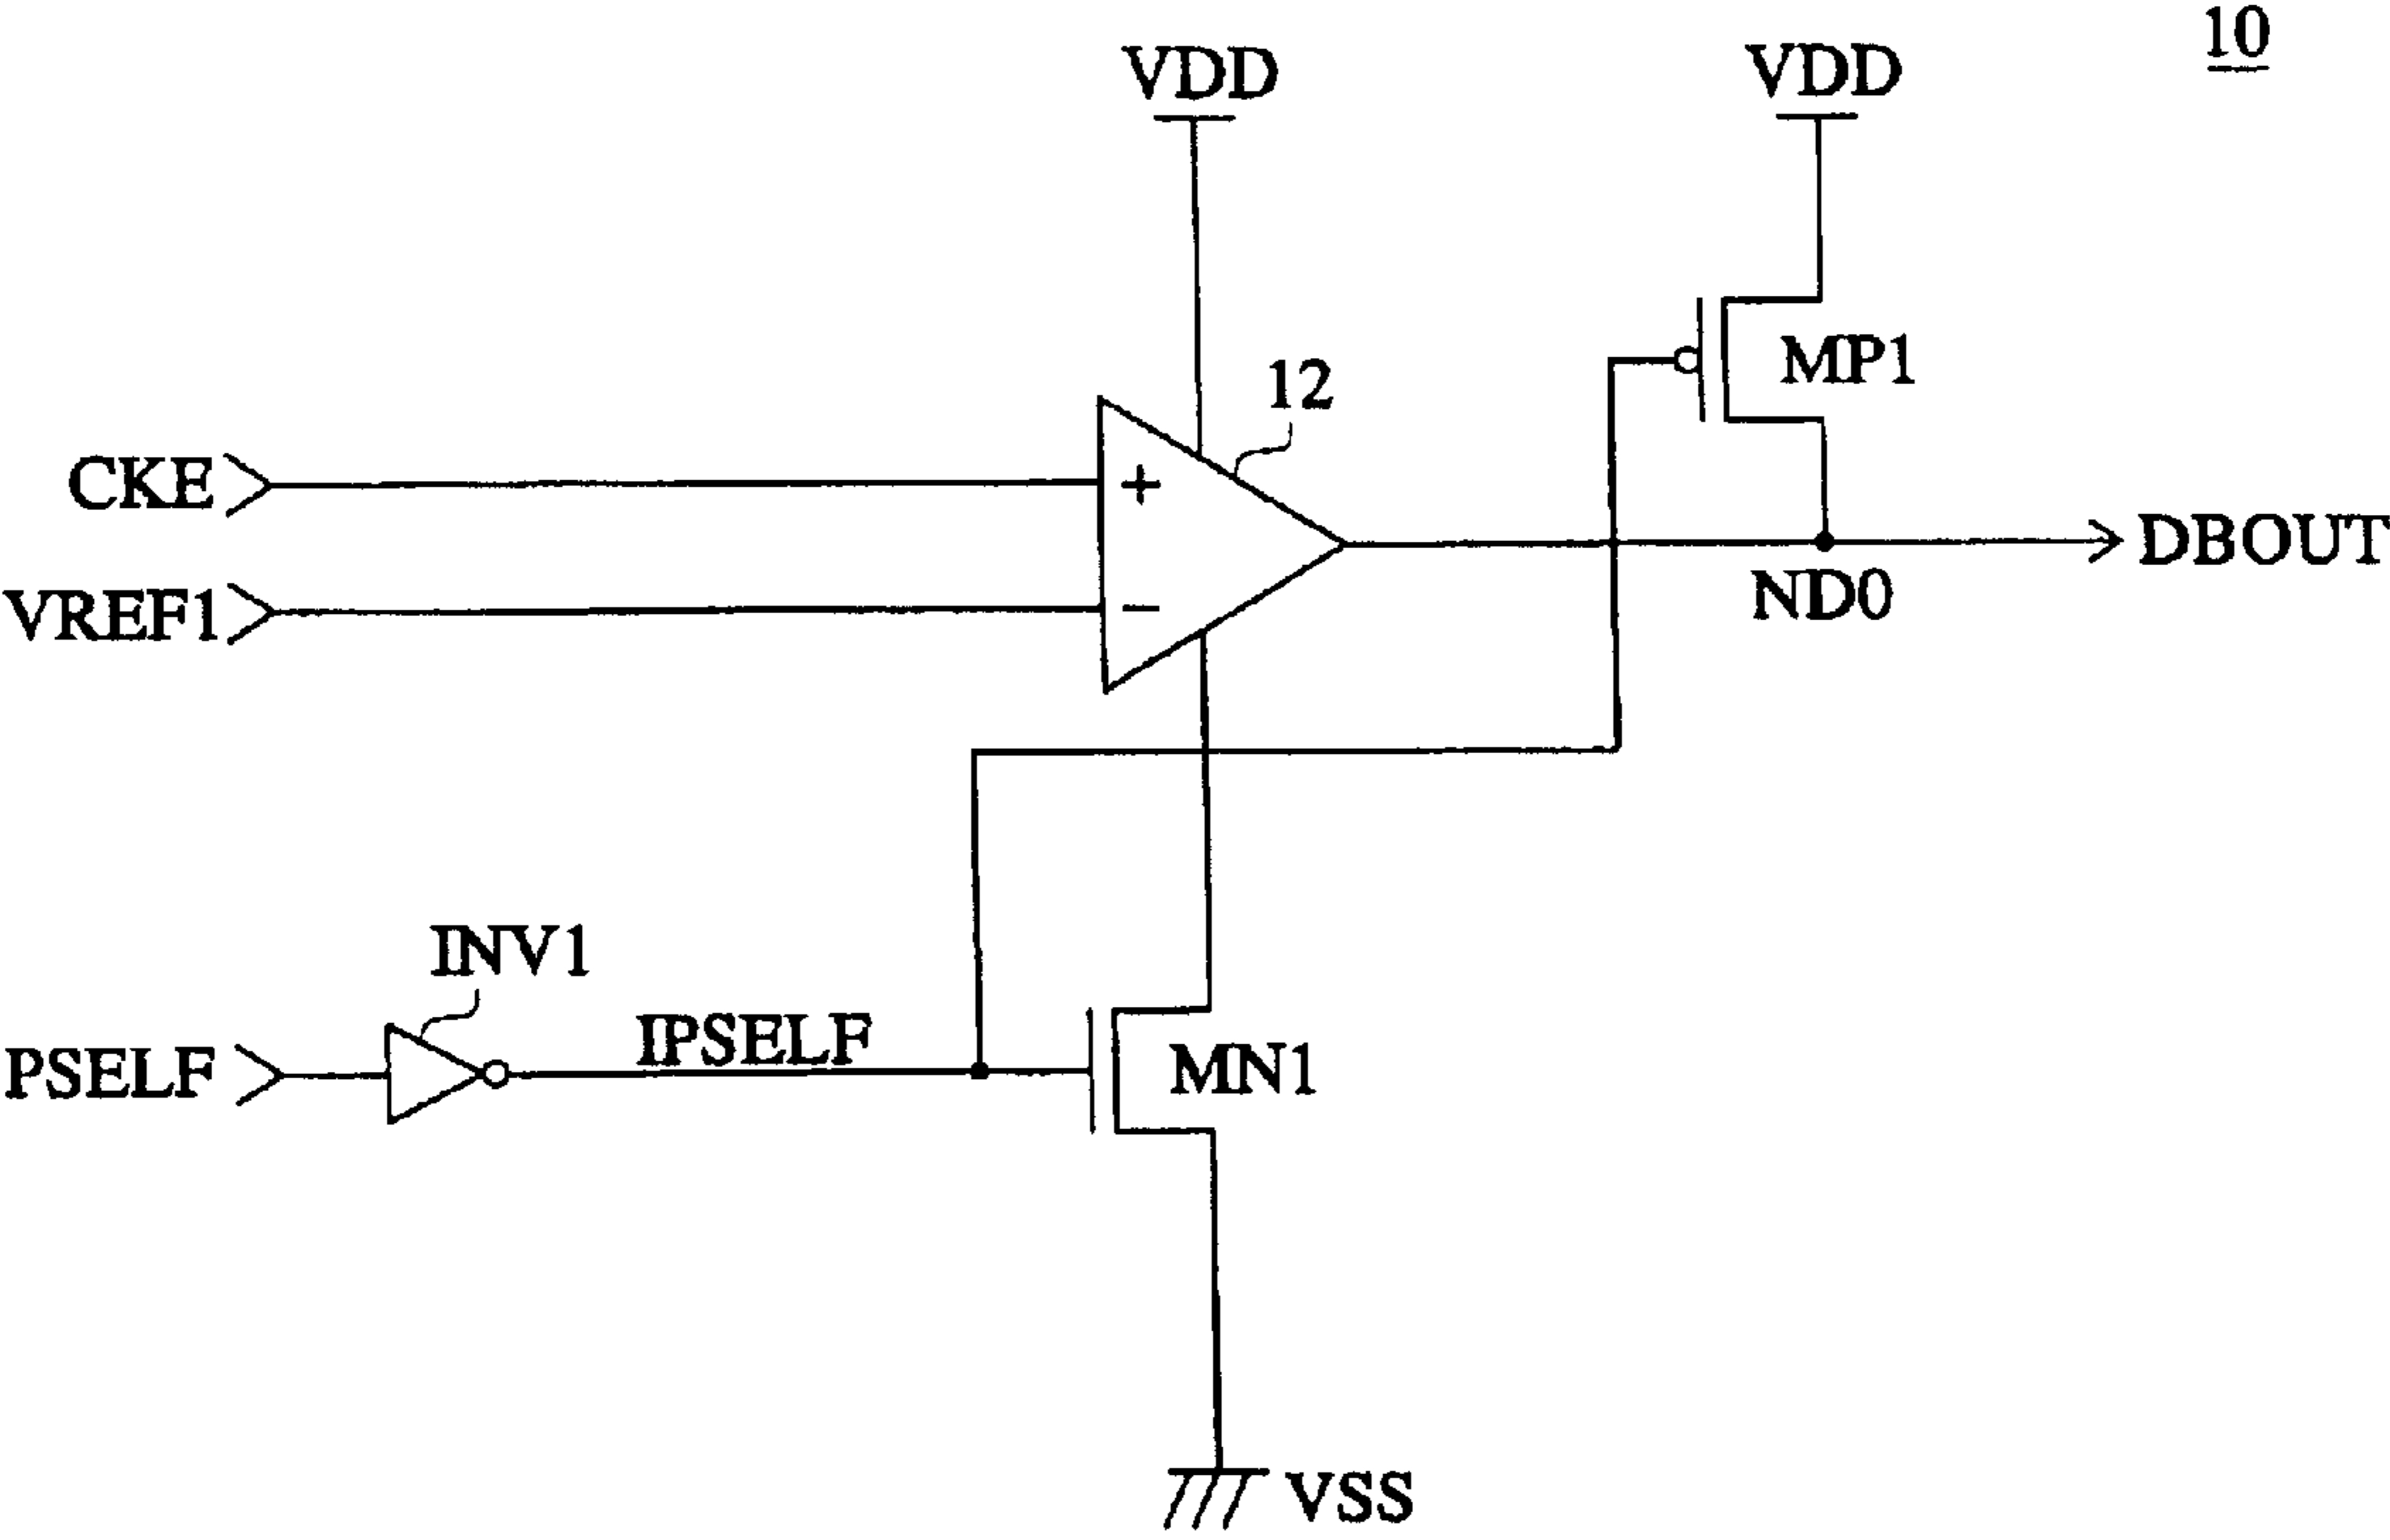 10
VDD
VDD
12
MP1
CKE
+
DBOUT
VREF1
−
ND0
INV1
IPSELF
PSELF
MN1
VSS